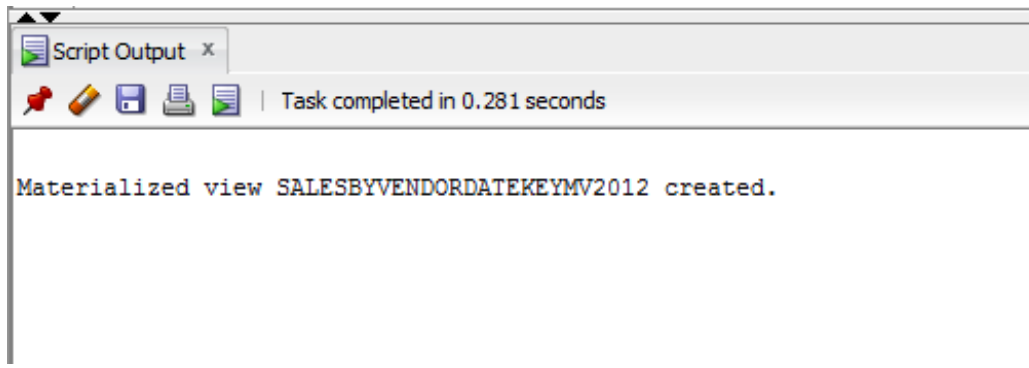 Script Output x
Task completed in 0.281 seconds
Materialized view SALESBYVENDORDATEKEYMV2012 created.